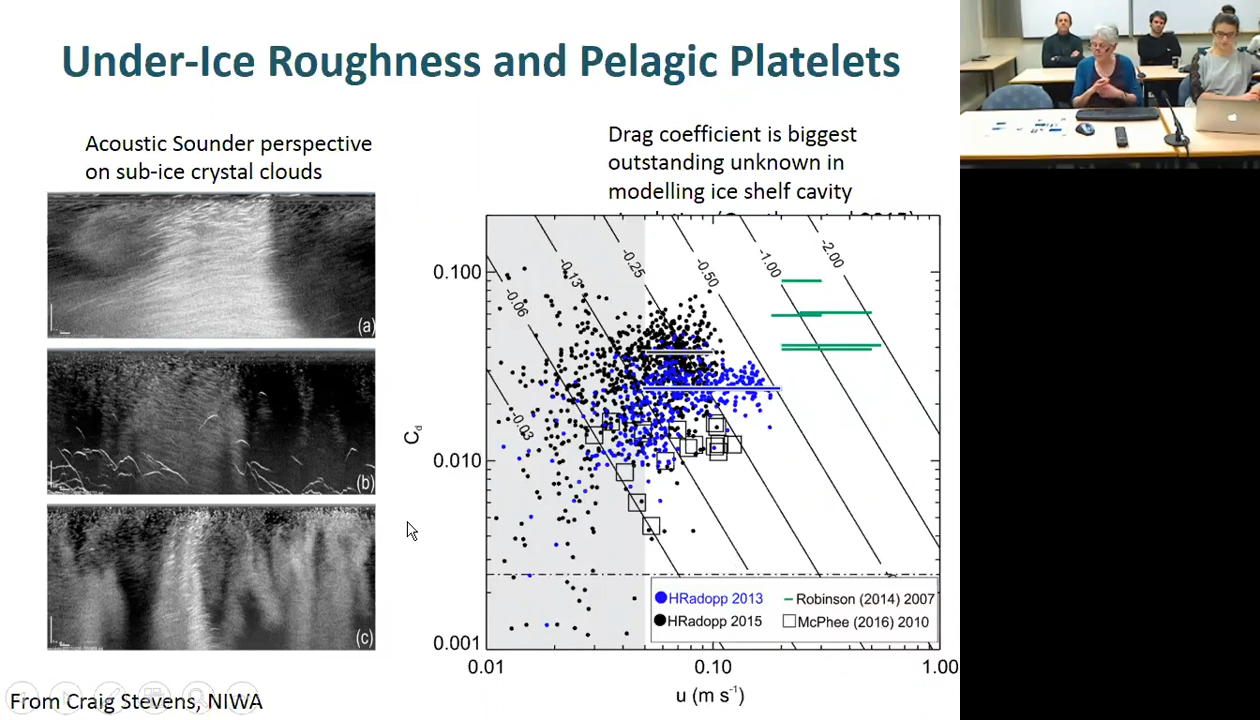 Under-Ice Roughness and Pelagic Platelets
Acoustic Sounder perspective
on sub-ice crystal clouds
(a)
(b)
(c)
From Craig Stevens, NIWA
Drag coefficient is biggest
outstanding unknown in
modelling ice shelf cavity
0.100
0.010
0.001
Cd
-0.03
-0.06
-0.13
-0.25
-0.50
-1.00
-2.00
HRadopp 2013
Robinson (2014) 2007
HRadopp 2015
McPhee (2016) 2010
0.01
0.10
1.00
u (m s⁻¹)